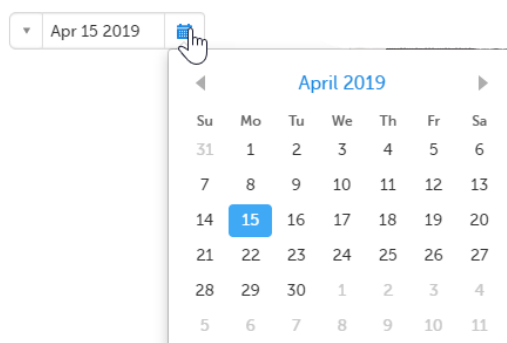 Apr 15 2019
April 2019
Su Mo Tu We Th Fr Sa
31 1 2 3 4 5 6
7 8 9 10 11 12 13
14 15 16 17 18 19 20
21 22 23 24 25 26 27
28 29 30 1 2 3 4
5 6 7 8 9 10 11